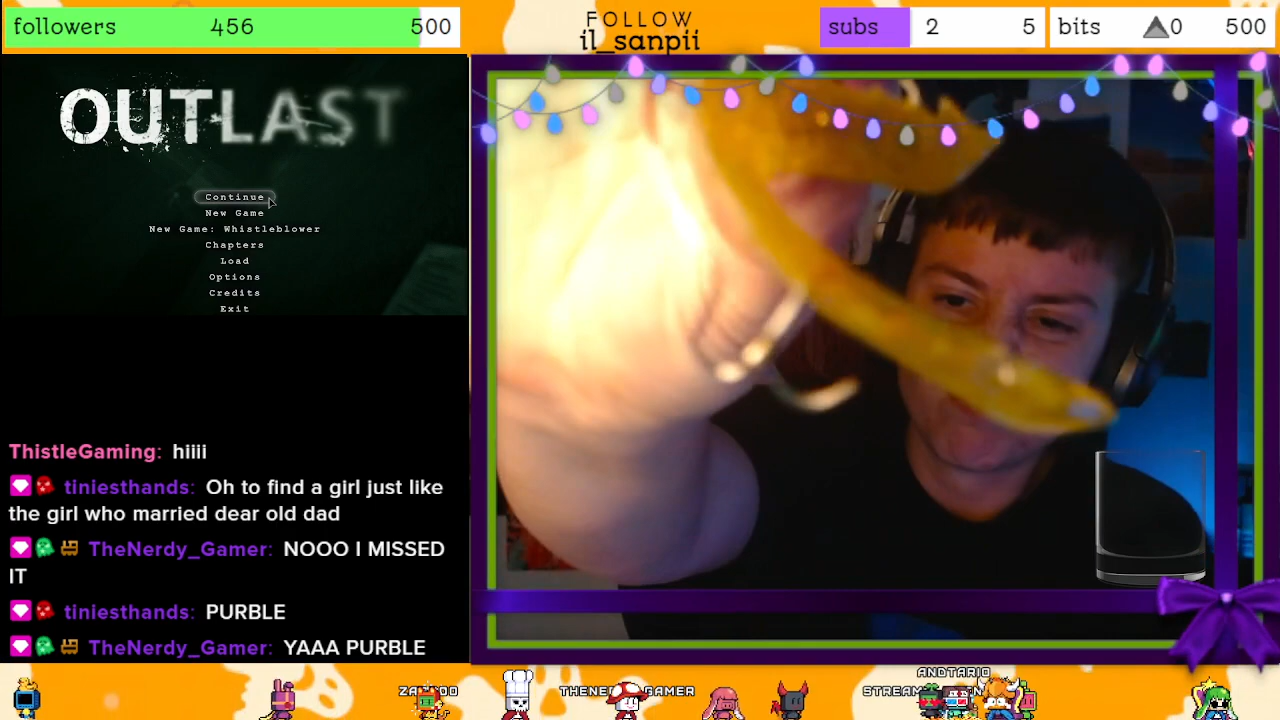 followers 456 500
FOLLOW
il_sanpii
subs 2 5
bits 0 500
OUTLAST
Continue
New Game
New Game: Whistleblower
Chapters
Load
Options
Credits
Exit
ThistleGaming: hiiii
tiniesthands: Oh to find a girl just like
the girl who married dear old dad
TheNerdy_Gamer: NOOO I MISSED
IT
tiniesthands: PURBLE
TheNerdy_Gamer: YAAA PURBLE
ANDTARIO